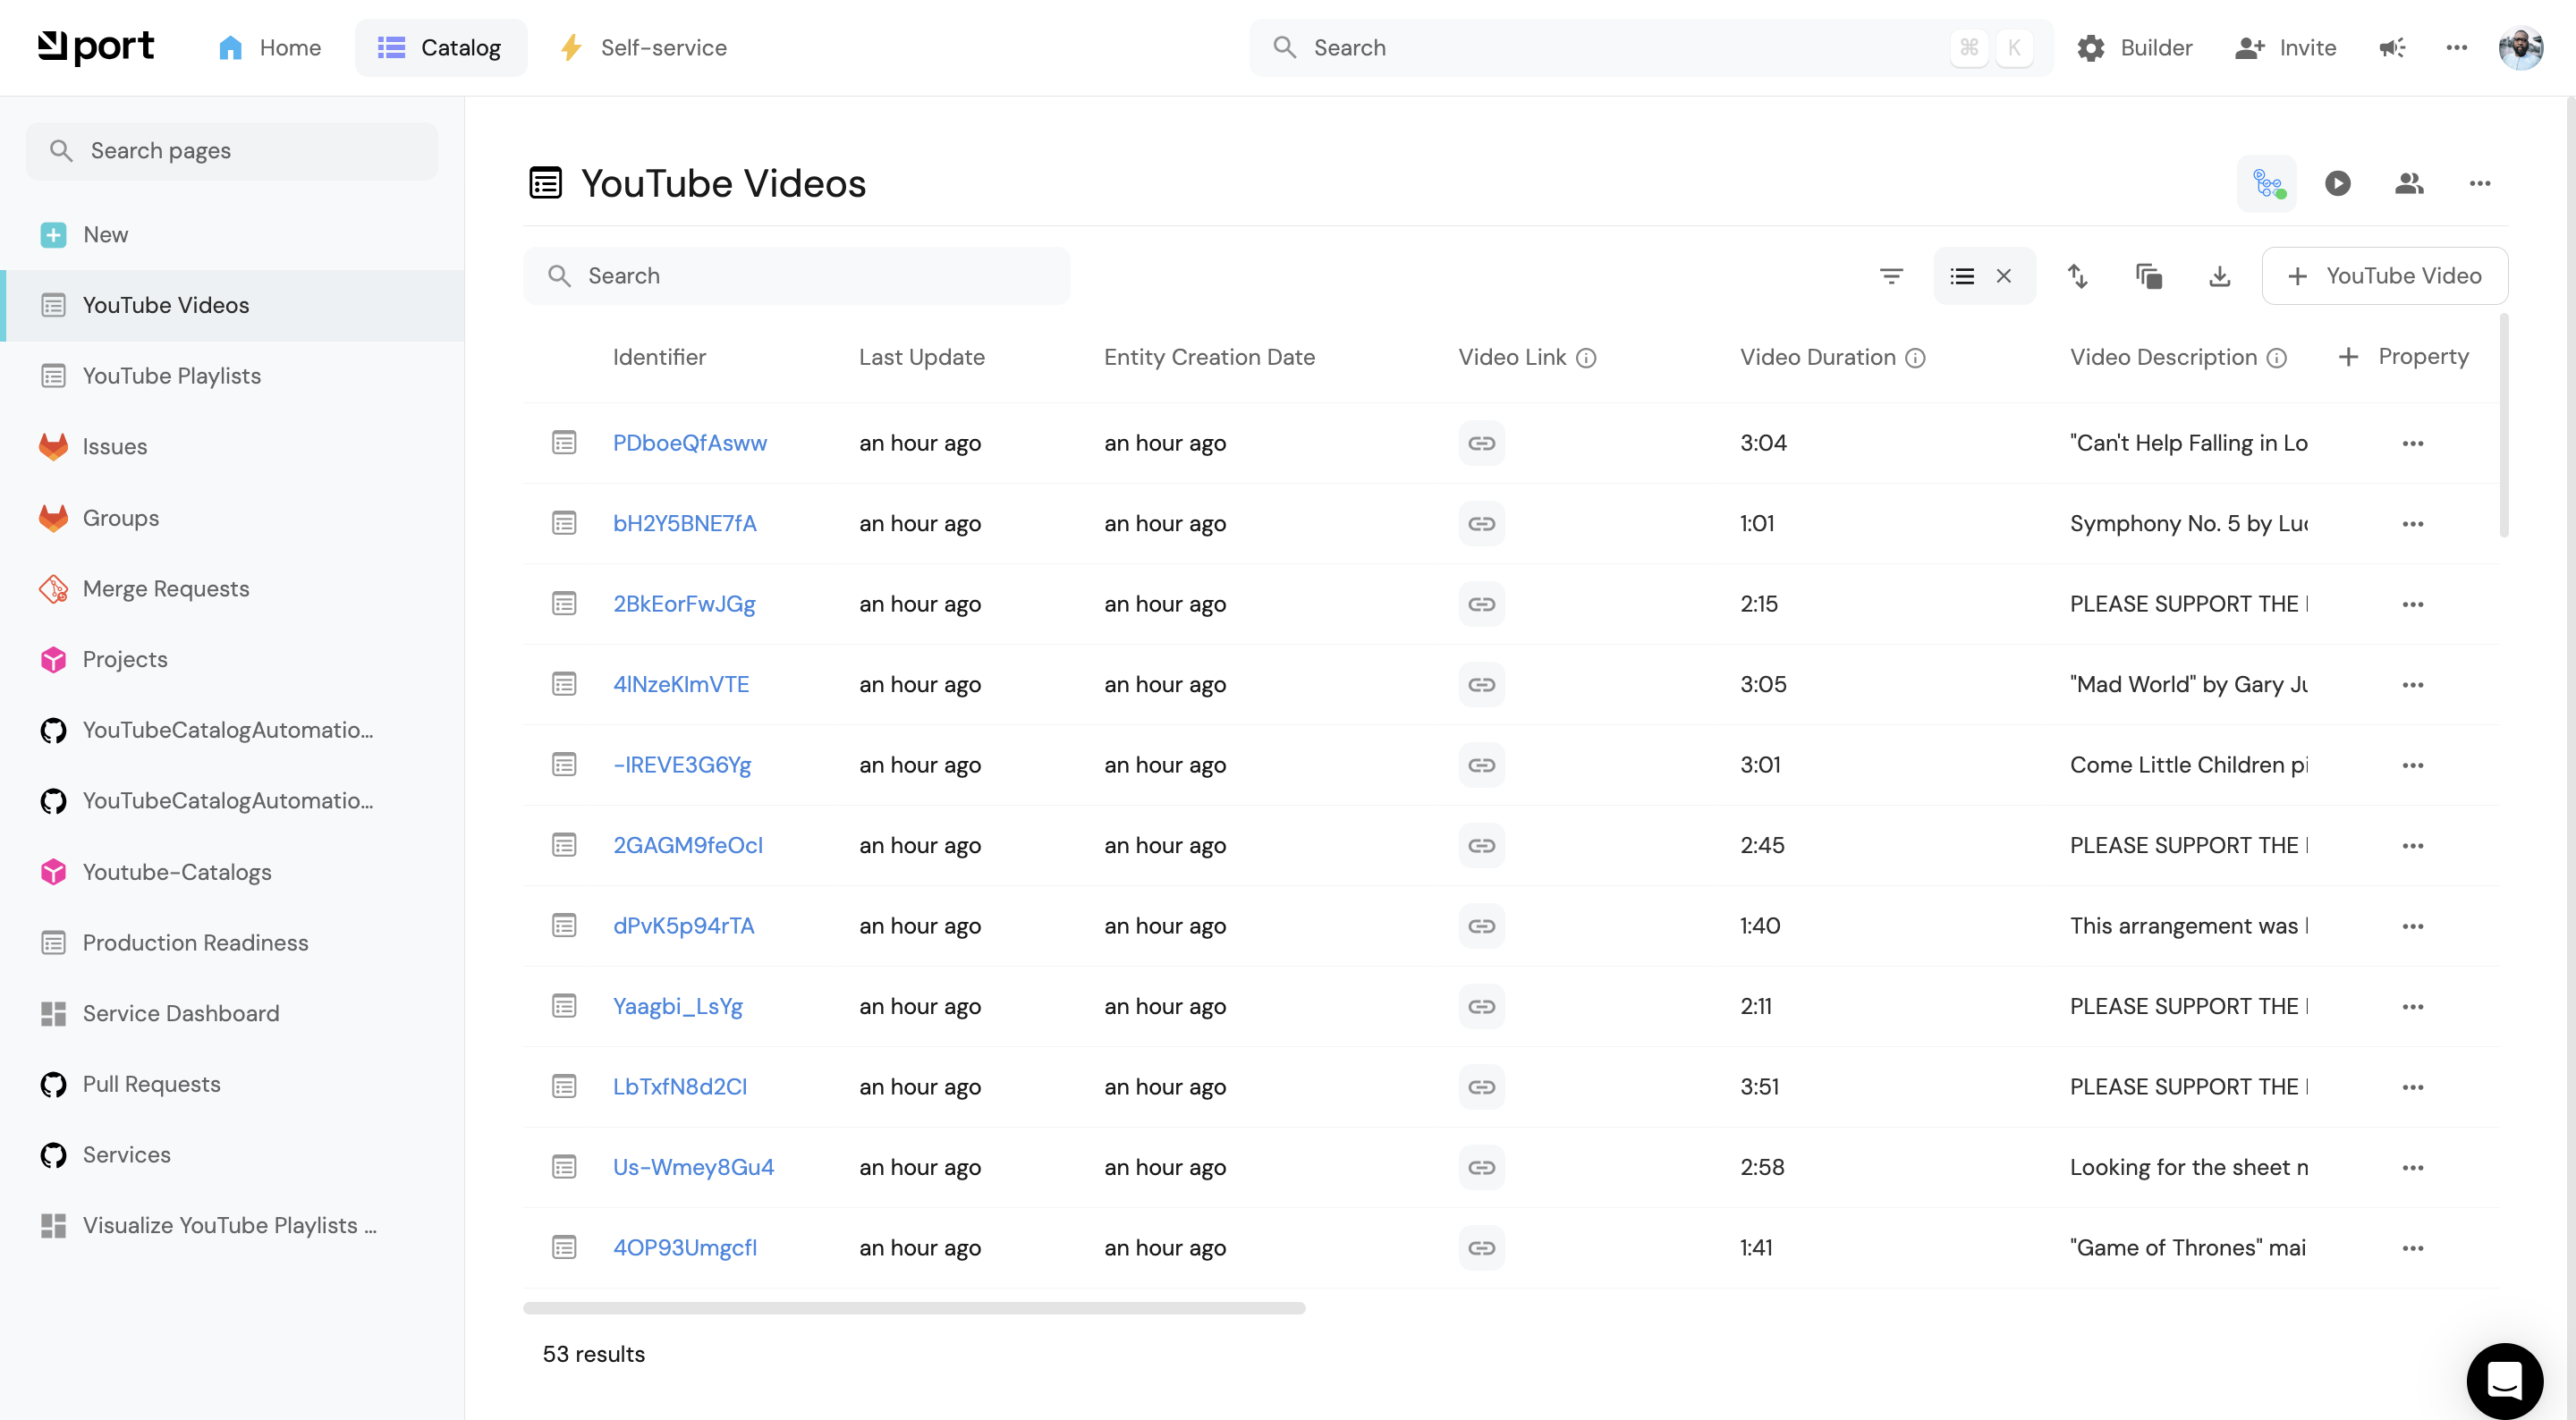 port
Home
Catalog
Self-service
Search
⌘ K
Builder
Invite
Search pages
New
YouTube Videos
YouTube Playlists
Issues
Groups
Merge Requests
Projects
YouTubeCatalogAutomatio...
YouTubeCatalogAutomatio...
Youtube-Catalogs
Production Readiness
Service Dashboard
Pull Requests
Services
Visualize YouTube Playlists ...
YouTube Videos
Search
YouTube Video
Identifier Last Update Entity Creation Date Video Link Video Duration Video Description + Property
PDboeQfAsww an hour ago an hour ago 3:04 "Can't Help Falling in Lo
bH2Y5BNE7fA an hour ago an hour ago 1:01 Symphony No. 5 by Luc
2BkEorFwJGg an hour ago an hour ago 2:15 PLEASE SUPPORT THE
4lNzeKImVTE an hour ago an hour ago 3:05 "Mad World" by Gary Ju
-lREVE3G6Yg an hour ago an hour ago 3:01 Come Little Children pi
2GAGM9feOcI an hour ago an hour ago 2:45 PLEASE SUPPORT THE
dPvK5p94rTA an hour ago an hour ago 1:40 This arrangement was
Yaagbi_LsYg an hour ago an hour ago 2:11 PLEASE SUPPORT THE
LbTxfN8d2CI an hour ago an hour ago 3:51 PLEASE SUPPORT THE
Us-Wmey8Gu4 an hour ago an hour ago 2:58 Looking for the sheet
4OP93UmgcfI an hour ago an hour ago 1:41 "Game of Thrones" mai
53 results